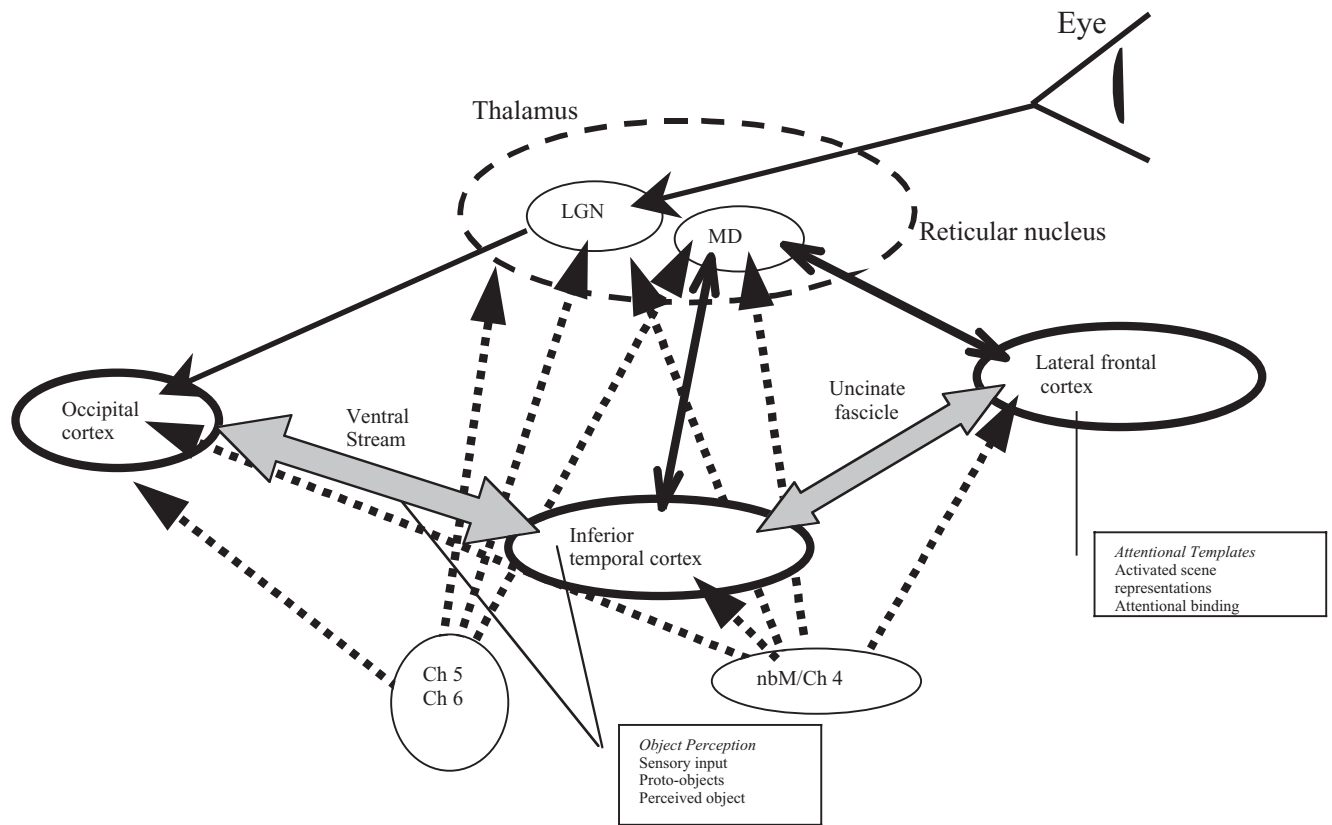 Eye
Thalamus
LGN
MD
Reticular nucleus
Lateral frontal
cortex
Uncinate
fascicle
Occipital
cortex
Ventral
Stream
Inferior
temporal cortex
Attentional Templates
Activated scene
representations
Attentional binding
Ch 5
Ch 6
nbM/Ch 4
Object Perception
Sensory input
Proto-objects
Perceived object